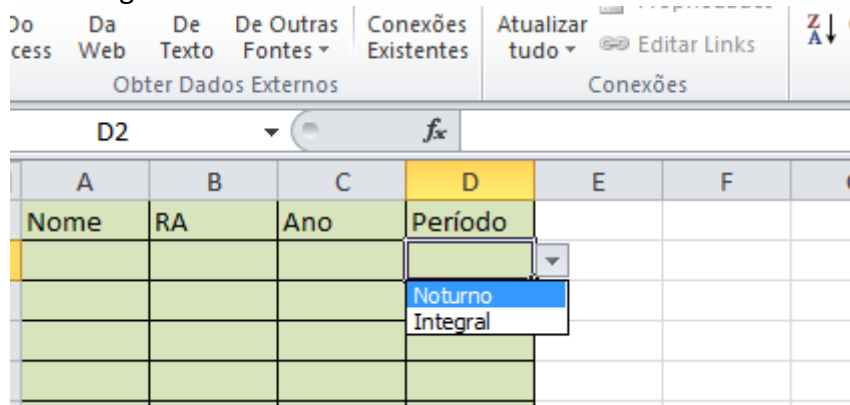 Do Da De De Outras Conexões Atualizar
cess Web Texto Fontes Existentes tudo Editar Links
Obter Dados Externos Conexões
D2 fx
A B C D E F
Nome RA Ano Período
Noturno
Integral